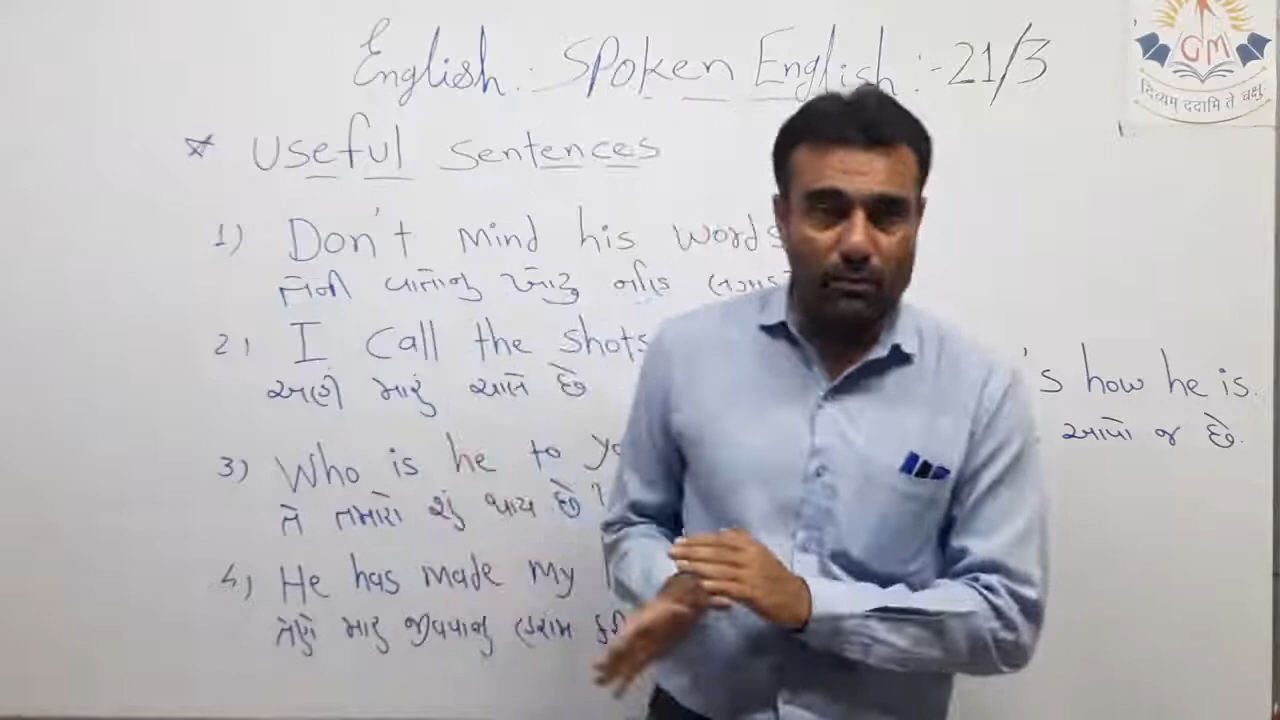 English : Spoken English :- 21/3
GM
દિવ્યમ્ દદામિ તે ચક્ષુઃ
* Useful sentences
1) Don't mind his words
તેની વાતોનું ખોટું નહિ
2) I call the shots
અહીં મારું ચાલે છે
's how he is.
આવો જ છે.
3) Who is he to
તે તમારો શું થાય છે ?
4) He has made my
તેણે મારું જીવવાનું હરામ